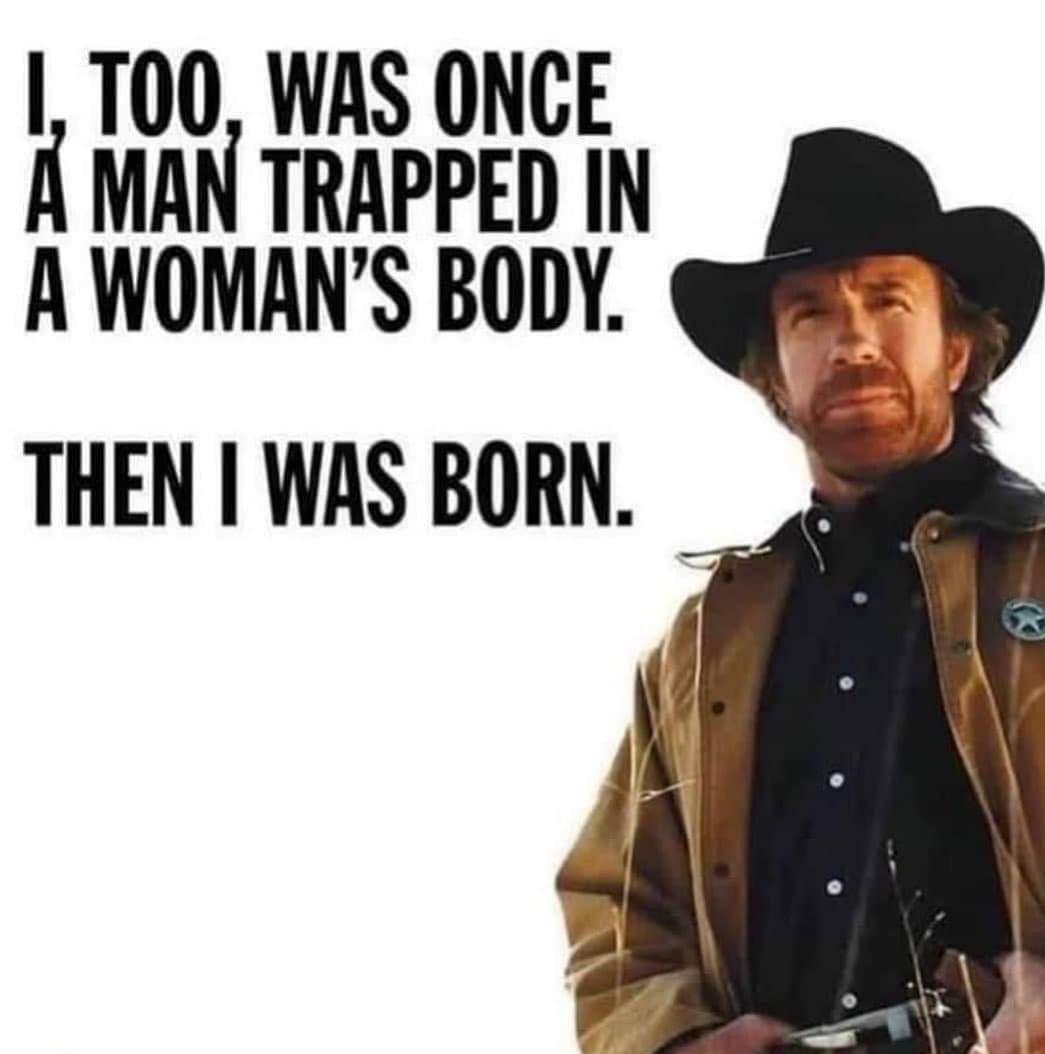 I, TOO, WAS ONCE
A MAN TRAPPED IN
A WOMAN'S BODY.
THEN I WAS BORN.